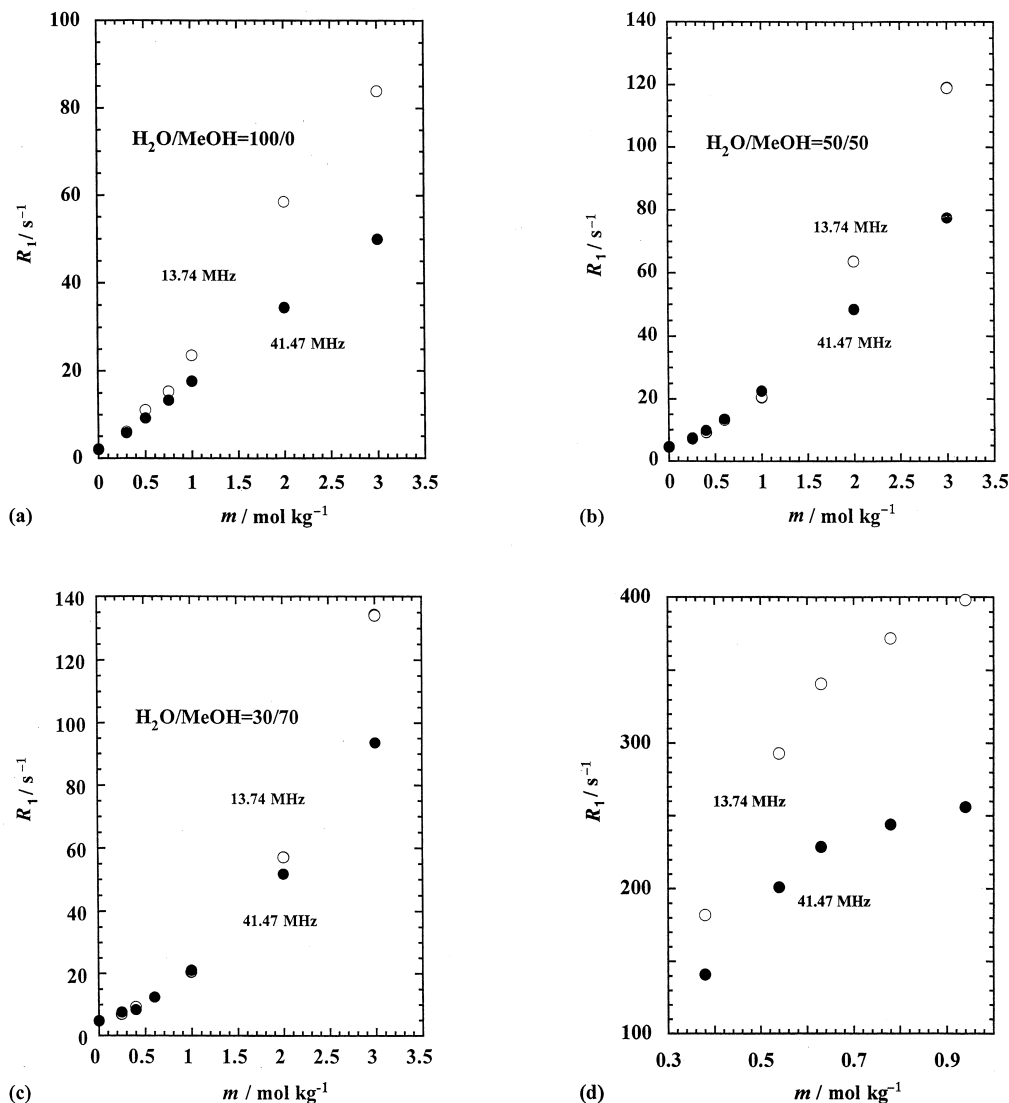 100
80
60
40
20
0
R₁ / s⁻¹
H₂O/MeOH=100/0
13.74 MHz
41.47 MHz
0 0.5 1 1.5 2 2.5 3 3.5
(a)
m / mol kg⁻¹
140
120
100
80
60
40
20
0
R₁ / s⁻¹
H₂O/MeOH=50/50
13.74 MHz
41.47 MHz
0 0.5 1 1.5 2 2.5 3 3.5
(b)
m / mol kg⁻¹
140
120
100
80
60
40
20
0
R₁ / s⁻¹
H₂O/MeOH=30/70
13.74 MHz
41.47 MHz
0 0.5 1 1.5 2 2.5 3 3.5
(c)
m / mol kg⁻¹
400
300
200
100
R₁ / s⁻¹
13.74 MHz
41.47 MHz
0.3 0.5 0.7 0.9
(d)
m / mol kg⁻¹